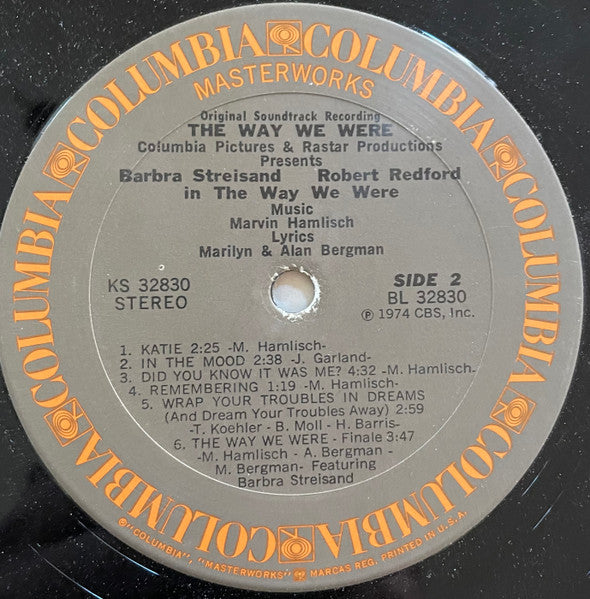 COLUMBIA COLUMBIA COLUMBIA COLUMBIA COLUMBIA COLUMBIA COLUMBIA COLUMBIA
MASTERWORKS
Original Soundtrack Recording
THE WAY WE WERE
Columbia Pictures & Rastar Productions
Presents
Barbra Streisand Robert Redford
in The Way We Were
Music
Marvin Hamlisch
Lyrics
Marilyn & Alan Bergman
KS 32830
STEREO
SIDE 2
BL 32830
℗ 1974 CBS, Inc.
1. KATIE 2:25 -M. Hamlisch-
2. IN THE MOOD 2:38 -J. Garland-
3. DID YOU KNOW IT WAS ME? 4:32 -M. Hamlisch-
4. REMEMBERING 1:19 -M. Hamlisch-
5. WRAP YOUR TROUBLES IN DREAMS
(And Dream Your Troubles Away) 2:59
-T. Koehler - B. Moll - H. Barris-
6. THE WAY WE WERE - Finale 3:47
-M. Hamlisch - A. Bergman -
M. Bergman- Featuring
Barbra Streisand
®"COLUMBIA", "MASTERWORKS" MARCAS REG. PRINTED IN U.S.A.